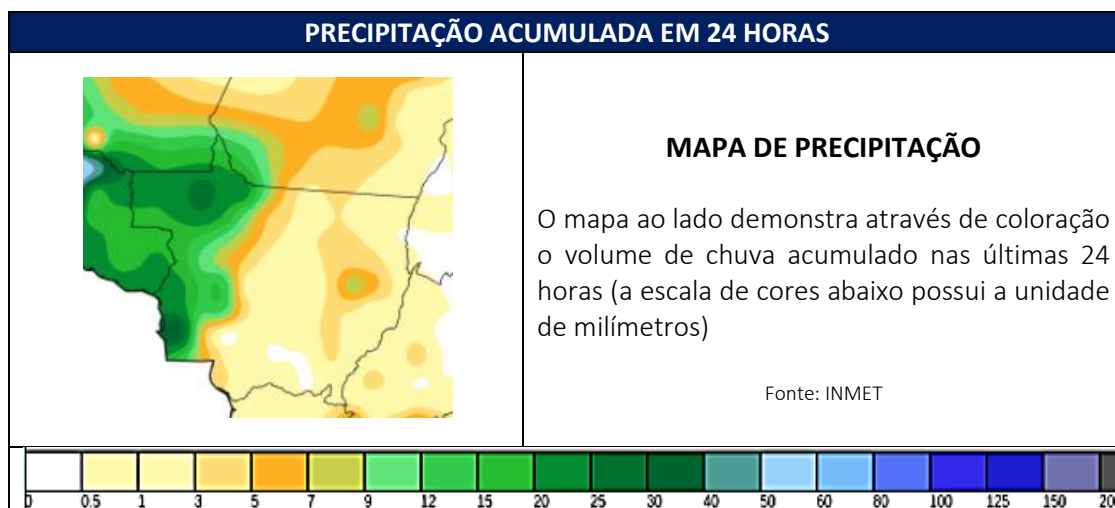 PRECIPITAÇÃO ACUMULADA EM 24 HORAS
MAPA DE PRECIPITAÇÃO
O mapa ao lado demonstra através de coloração
o volume de chuva acumulado nas últimas 24
horas (a escala de cores abaixo possui a unidade
de milímetros)
Fonte: INMET
0 0.5 1 3 5 7 9 12 15 20 25 30 40 50 60 80 100 125 150